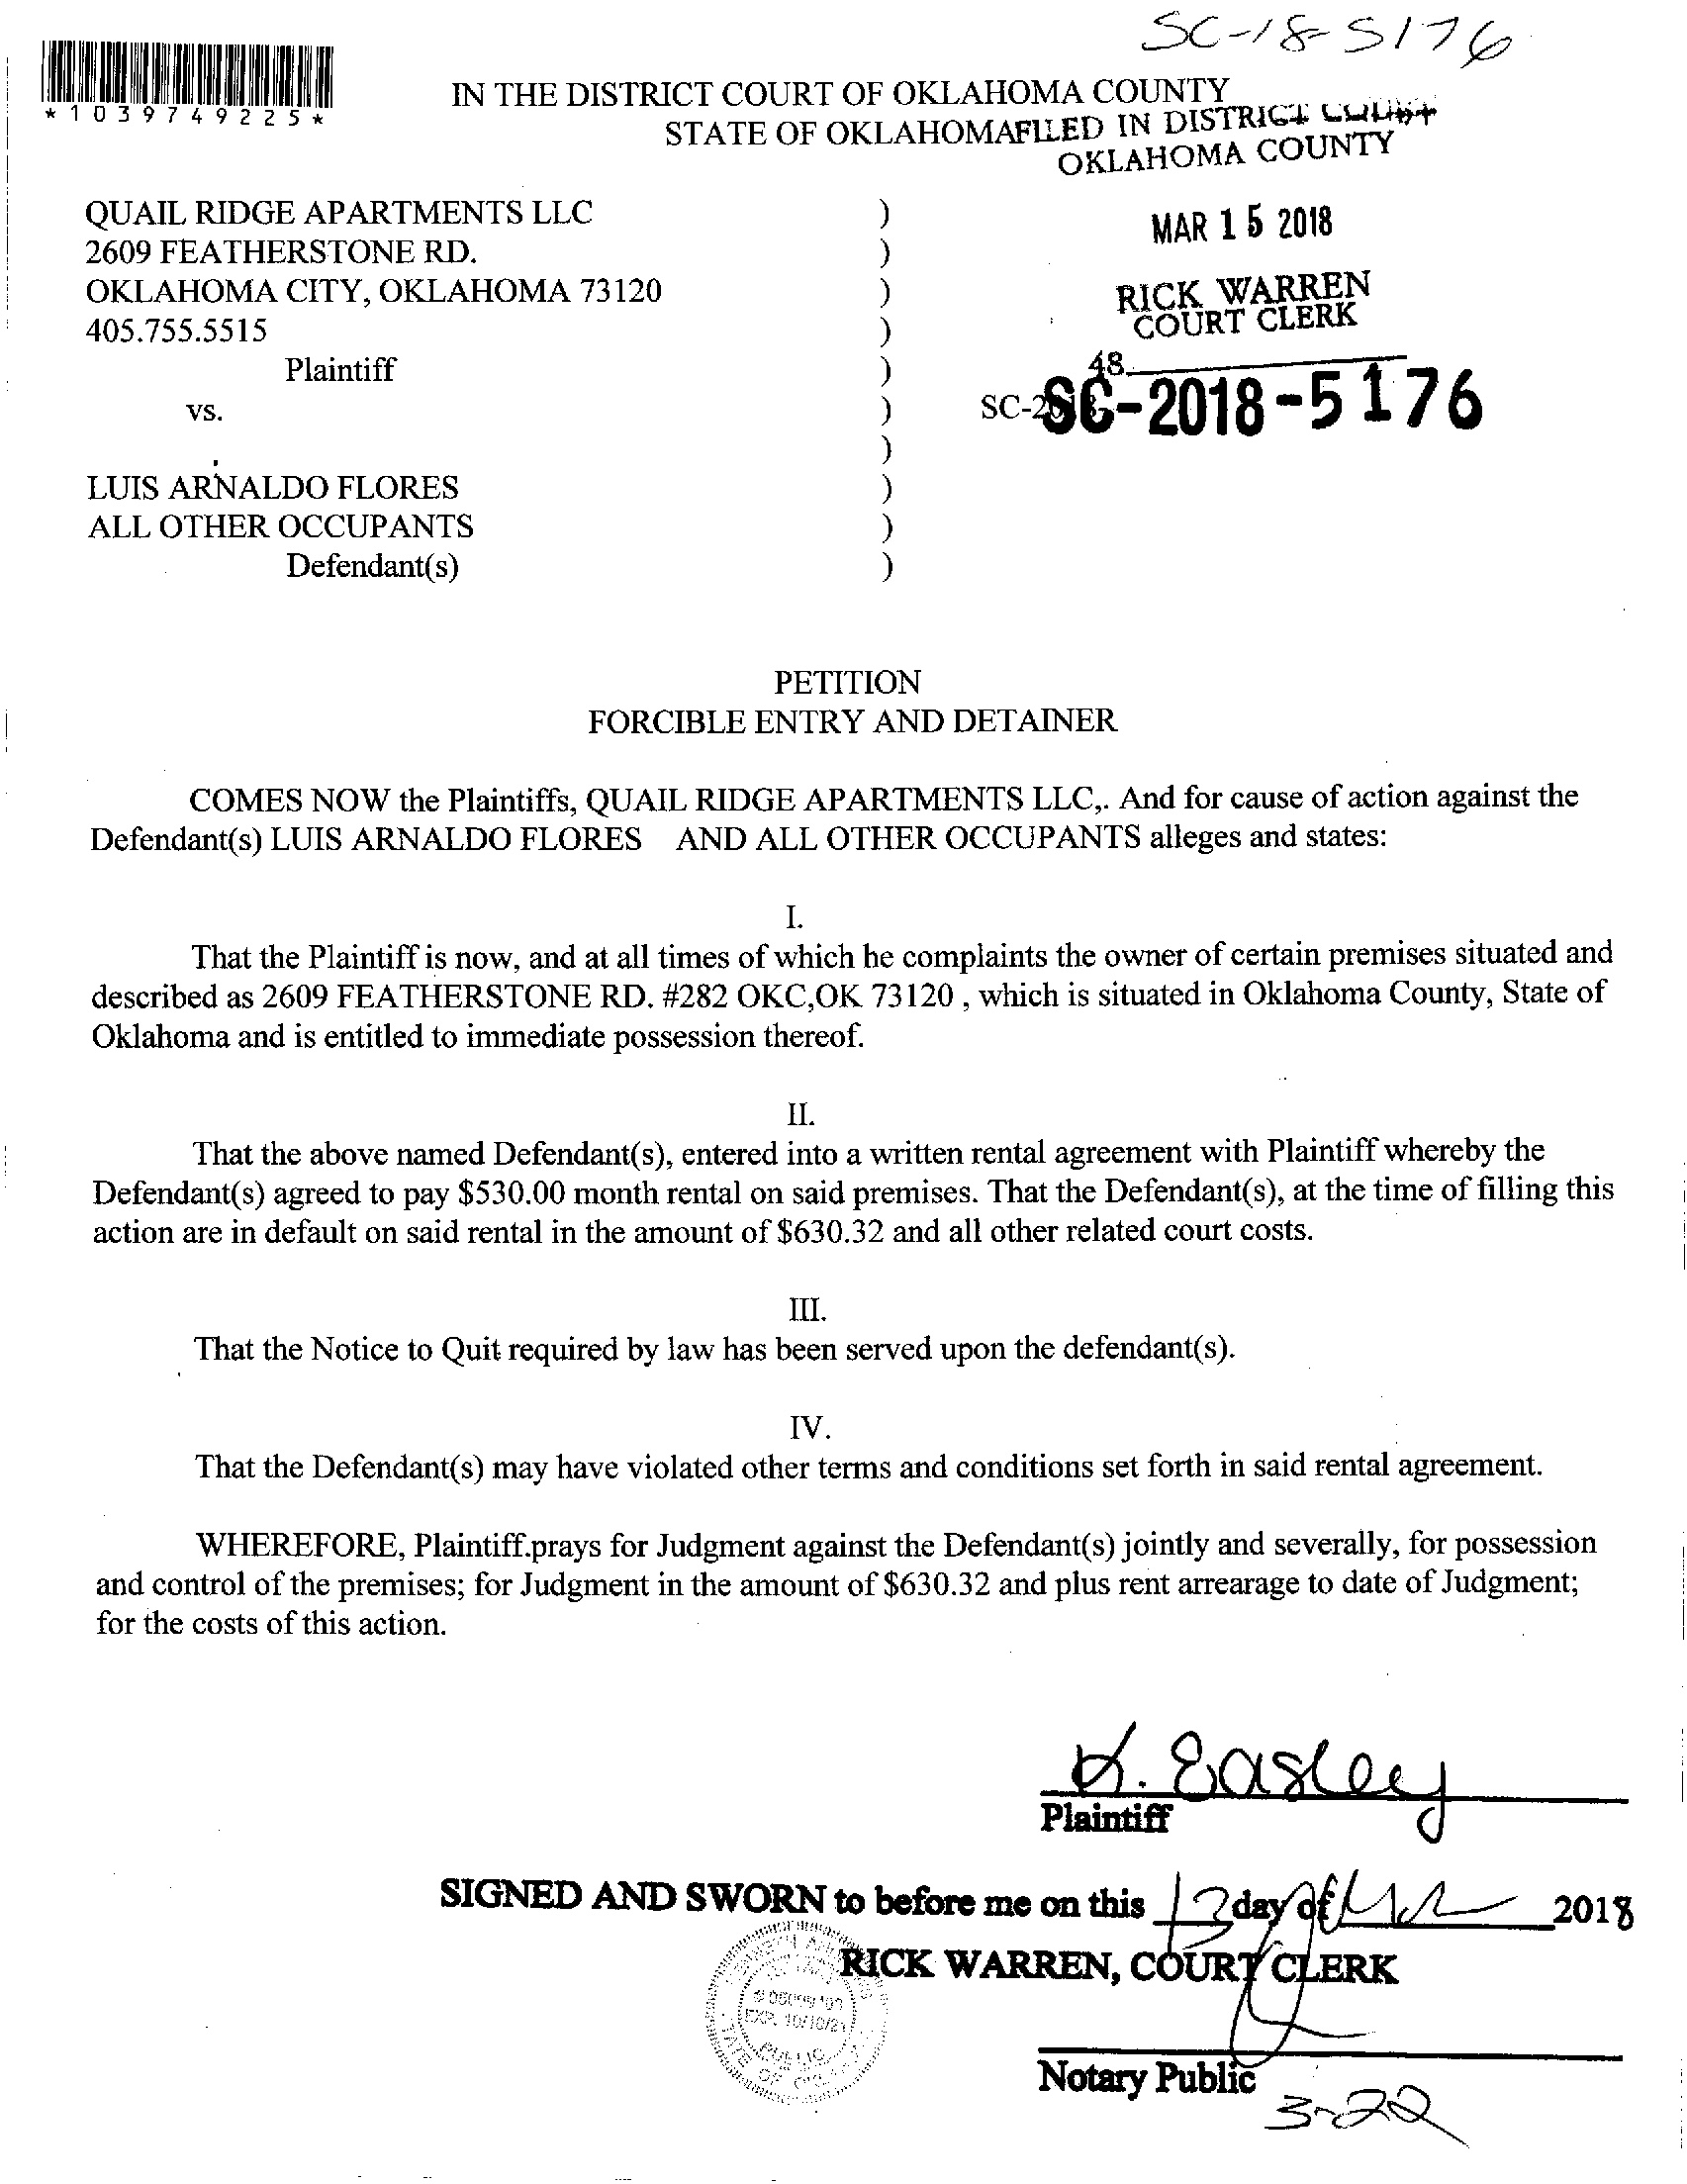 SC-18-5176
*1039749225*
IN THE DISTRICT COURT OF OKLAHOMA COUNTY
STATE OF OKLAHOMA
FILED IN DISTRICT COURT
OKLAHOMA COUNTY
QUAIL RIDGE APARTMENTS LLC )
MAR 15 2018
2609 FEATHERSTONE RD. )
OKLAHOMA CITY, OKLAHOMA 73120 )
RICK WARREN
COURT CLERK
405.755.5515 )
48
Plaintiff )
vs. ) SC-2018-
SC-2018-5176
)
LUIS ARNALDO FLORES )
ALL OTHER OCCUPANTS )
Defendant(s) )
PETITION
FORCIBLE ENTRY AND DETAINER
COMES NOW the Plaintiffs, QUAIL RIDGE APARTMENTS LLC,. And for cause of action against the
Defendant(s) LUIS ARNALDO FLORES AND ALL OTHER OCCUPANTS alleges and states:
I.
That the Plaintiff is now, and at all times of which he complaints the owner of certain premises situated and
described as 2609 FEATHERSTONE RD. #282 OKC,OK 73120 , which is situated in Oklahoma County, State of
Oklahoma and is entitled to immediate possession thereof.
II.
That the above named Defendant(s), entered into a written rental agreement with Plaintiff whereby the
Defendant(s) agreed to pay $530.00 month rental on said premises. That the Defendant(s), at the time of filling this
action are in default on said rental in the amount of $630.32 and all other related court costs.
III.
That the Notice to Quit required by law has been served upon the defendant(s).
IV.
That the Defendant(s) may have violated other terms and conditions set forth in said rental agreement.
WHEREFORE, Plaintiff.prays for Judgment against the Defendant(s) jointly and severally, for possession
and control of the premises; for Judgment in the amount of $630.32 and plus rent arrearage to date of Judgment;
for the costs of this action.
K. Easley
Plaintiff
SIGNED AND SWORN to before me on this 13 day of 2018
RICK WARREN, COURT CLERK
EXP. 10/10/21
PUBLIC
STATE OF
Notary Public
3-22